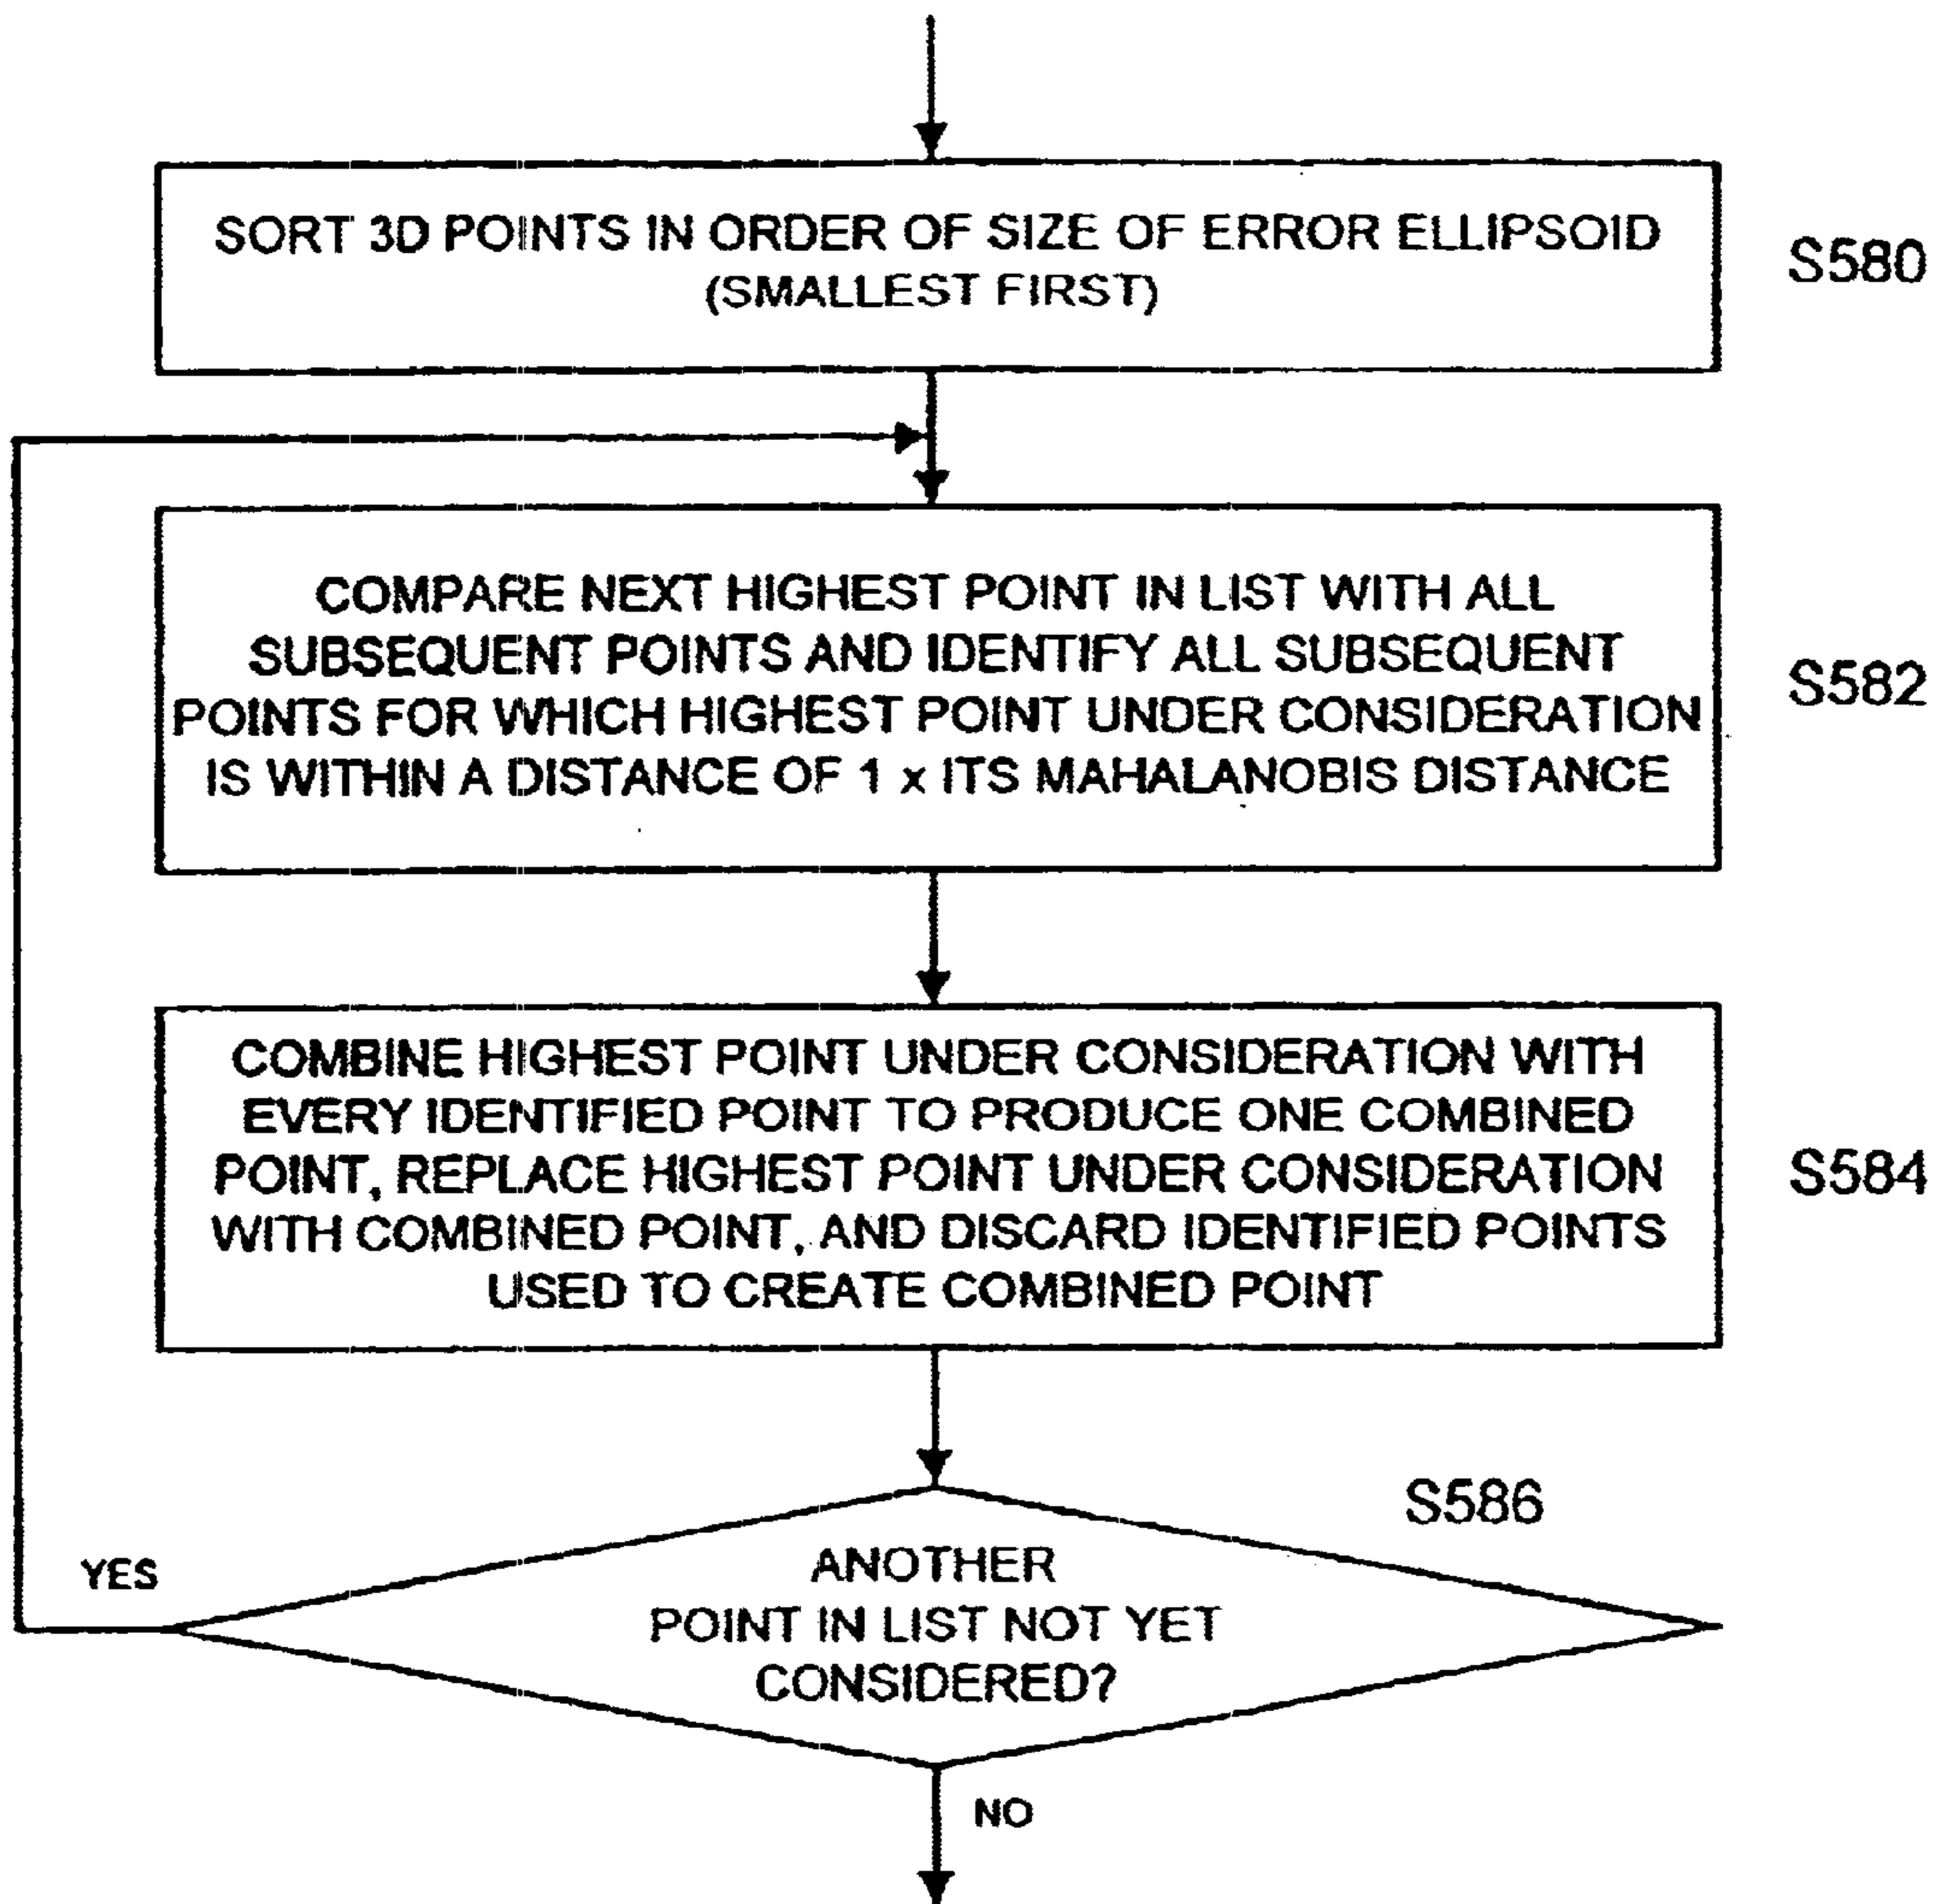 SORT 3D POINTS IN ORDER OF SIZE OF ERROR ELLIPSOID
(SMALLEST FIRST)
S580
COMPARE NEXT HIGHEST POINT IN LIST WITH ALL
SUBSEQUENT POINTS AND IDENTIFY ALL SUBSEQUENT
POINTS FOR WHICH HIGHEST POINT UNDER CONSIDERATION
IS WITHIN A DISTANCE OF 1 x ITS MAHALANOBIS DISTANCE
S582
COMBINE HIGHEST POINT UNDER CONSIDERATION WITH
EVERY IDENTIFIED POINT TO PRODUCE ONE COMBINED
POINT, REPLACE HIGHEST POINT UNDER CONSIDERATION
WITH COMBINED POINT, AND DISCARD IDENTIFIED POINTS
USED TO CREATE COMBINED POINT
S584
S586
YES
ANOTHER
POINT IN LIST NOT YET
CONSIDERED?
NO